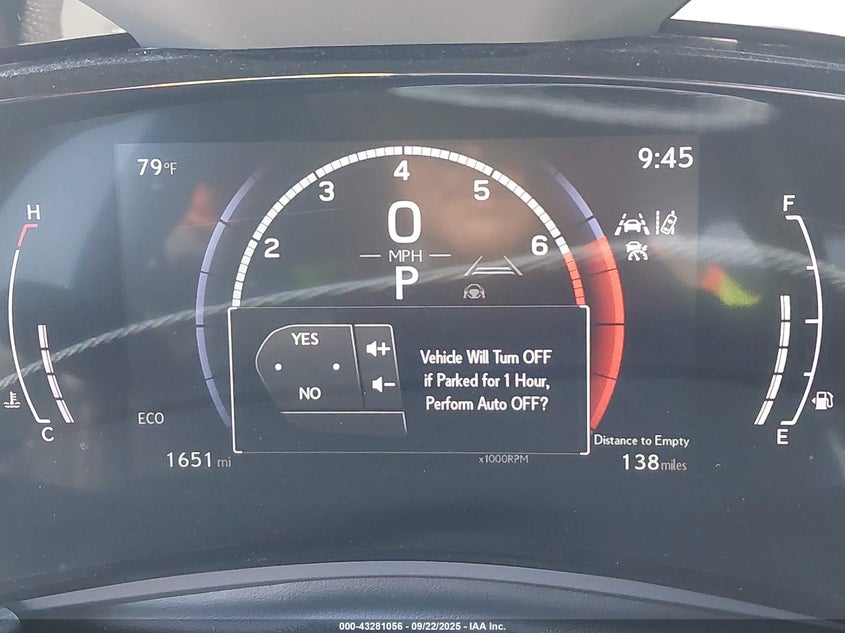 79°F
9:45
H
F
2
3
4
5
6
0
MPH
P
YES
NO
Vehicle Will Turn OFF
if Parked for 1 Hour,
Perform Auto OFF?
C
E
ECO
1651 mi
x1000RPM
Distance to Empty
138 miles
000-43281056 - 09/22/2025 - IAA Inc.